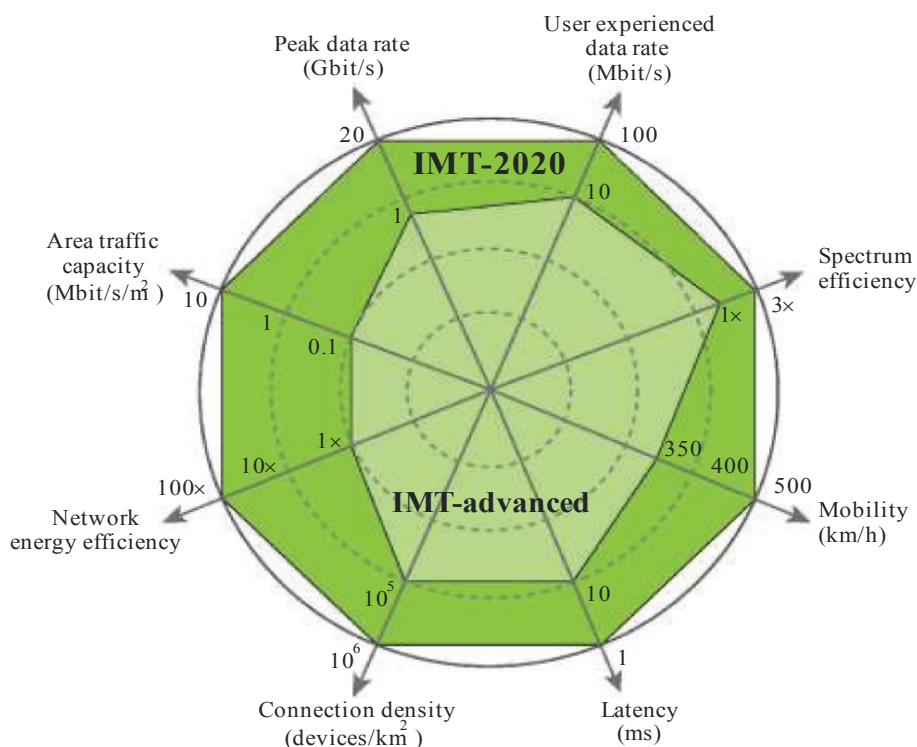 Peak data rate
(Gbit/s)
User experienced
data rate
(Mbit/s)
20
100
IMT-2020
1
10
Area traffic
capacity
(Mbit/s/m²)
Spectrum
efficiency
10
1
0.1
1×
3×
1×
10×
100×
350
400
500
Network
energy efficiency
Mobility
(km/h)
IMT-advanced
10⁵
10
10⁶
1
Connection density
(devices/km²)
Latency
(ms)